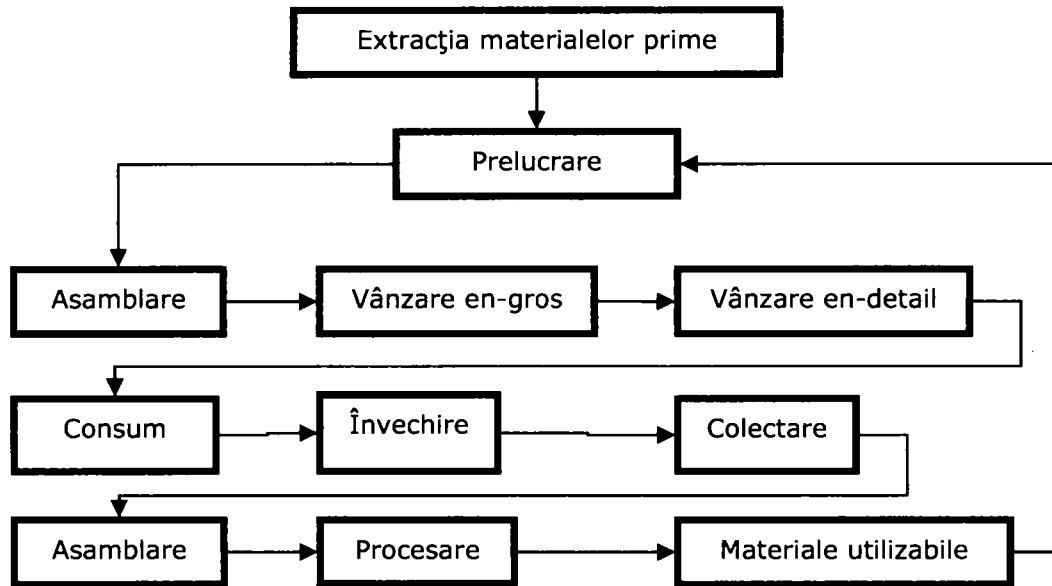 Extracţia materialelor prime
Prelucrare
Asamblare
Vânzare en-gros
Vânzare en-detail
Consum
Învechire
Colectare
Asamblare
Procesare
Materiale utilizabile